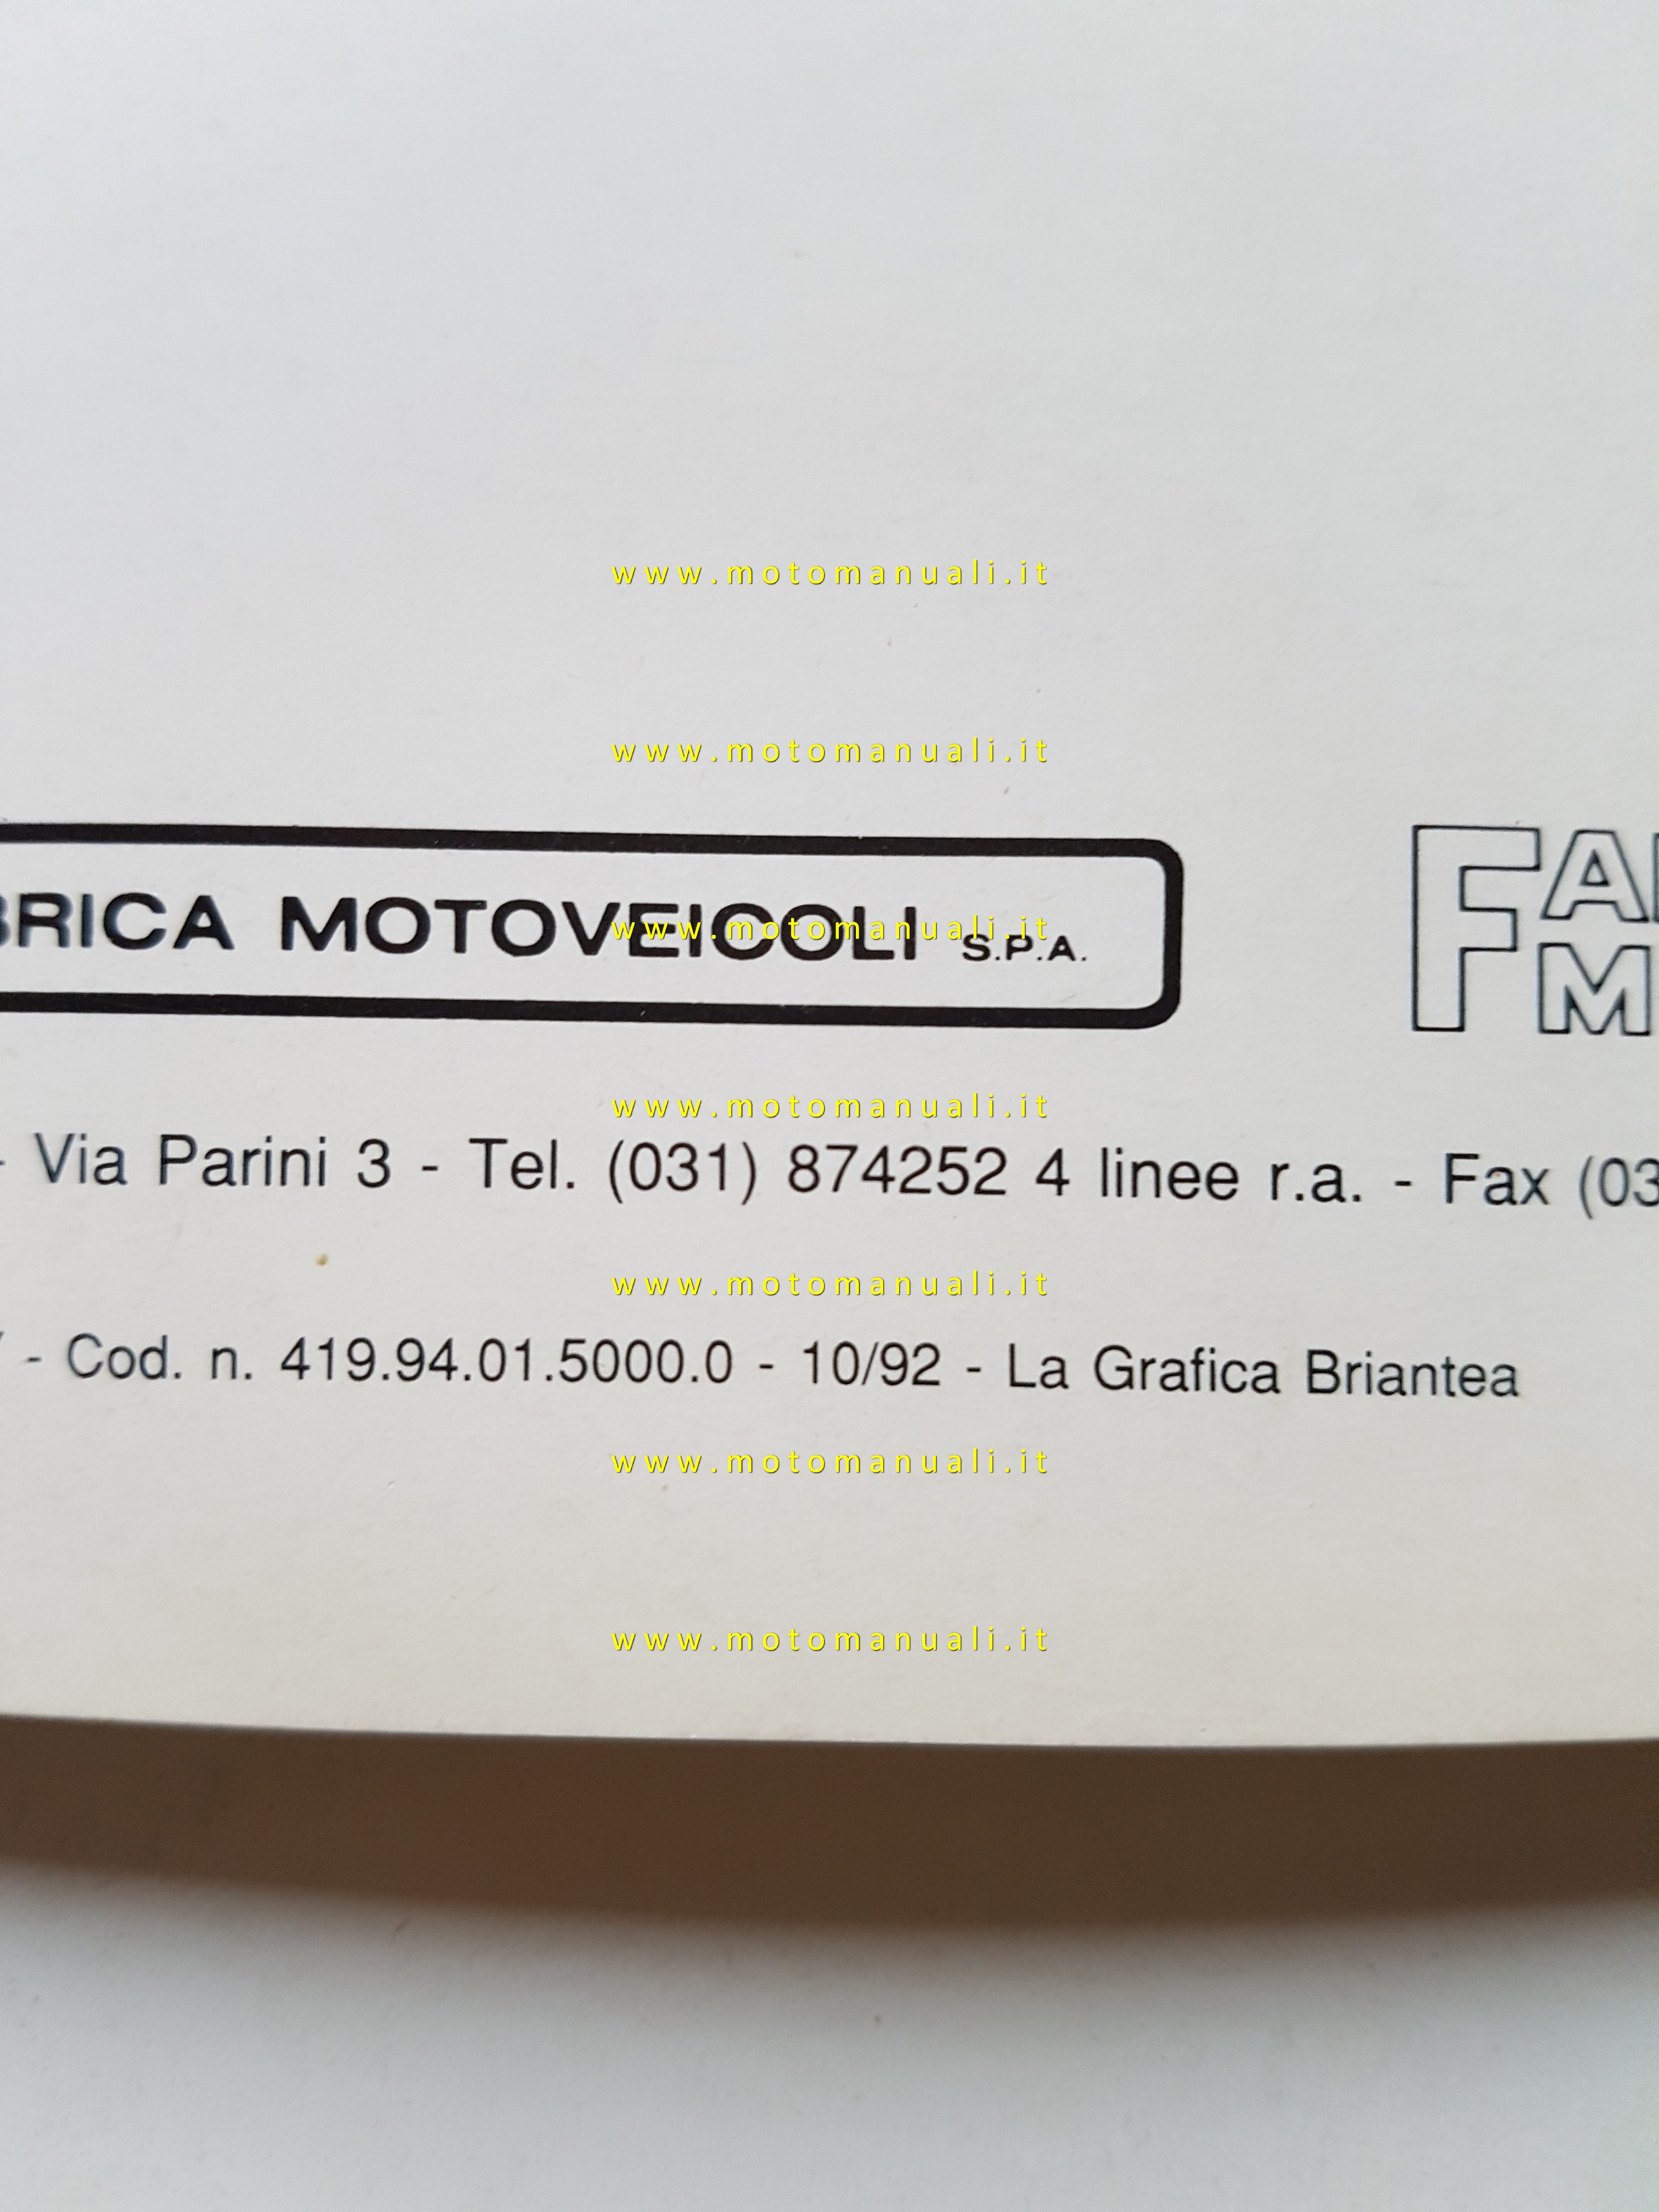 www.motomanuali.it
www.motomanuali.it
MOTOVEICOLI S.P.A.
www.motomanuali.it
www.motomanuali.it
- Via Parini 3 - Tel. (031) 874252 4 linee r.a. - Fax (03
www.motomanuali.it
- Cod. n. 419.94.01.5000.0 - 10/92 - La Grafica Briantea
www.motomanuali.it
www.motomanuali.it